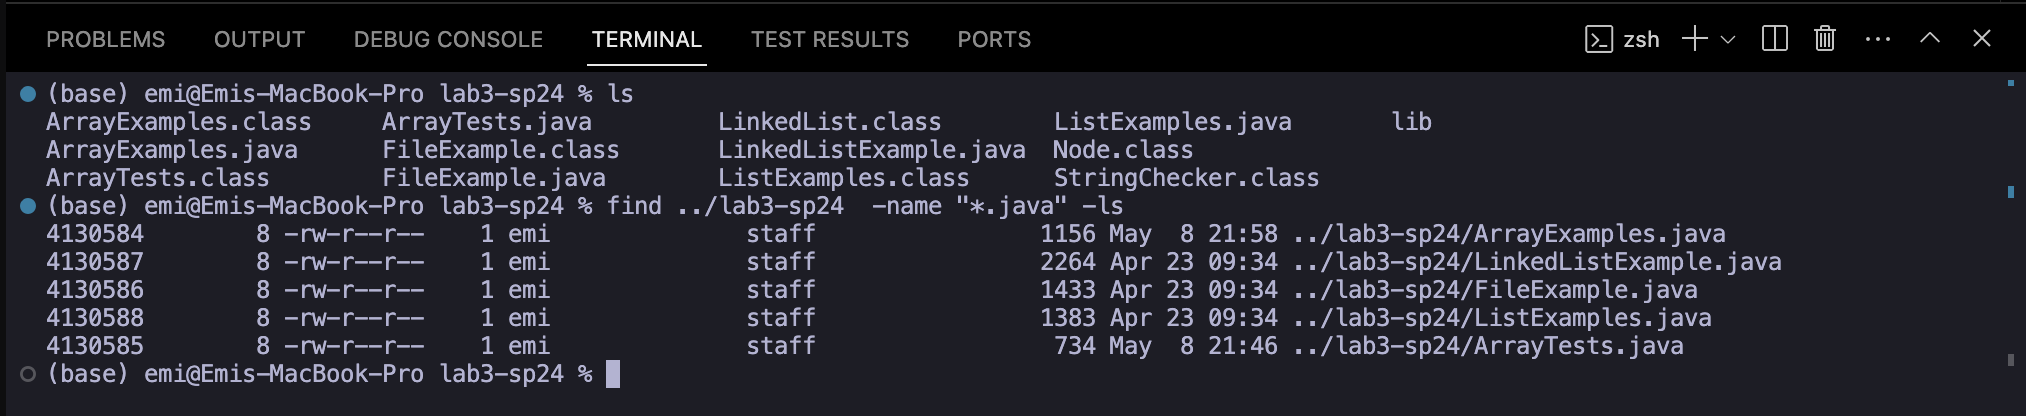 PROBLEMS OUTPUT DEBUG CONSOLE TERMINAL TEST RESULTS PORTS zsh
(base) emi@Emis-MacBook-Pro lab3-sp24 % ls
ArrayExamples.class ArrayTests.java LinkedList.class ListExamples.java lib
ArrayExamples.java FileExample.class LinkedListExample.java Node.class
ArrayTests.class FileExample.java ListExamples.class StringChecker.class
(base) emi@Emis-MacBook-Pro lab3-sp24 % find ../lab3-sp24  -name "*.java" -ls
4130584 8 -rw-r--r-- 1 emi staff 1156 May  8 21:58 ../lab3-sp24/ArrayExamples.java
4130587 8 -rw-r--r-- 1 emi staff 2264 Apr 23 09:34 ../lab3-sp24/LinkedListExample.java
4130586 8 -rw-r--r-- 1 emi staff 1433 Apr 23 09:34 ../lab3-sp24/FileExample.java
4130588 8 -rw-r--r-- 1 emi staff 1383 Apr 23 09:34 ../lab3-sp24/ListExamples.java
4130585 8 -rw-r--r-- 1 emi staff 734 May  8 21:46 ../lab3-sp24/ArrayTests.java
(base) emi@Emis-MacBook-Pro lab3-sp24 %